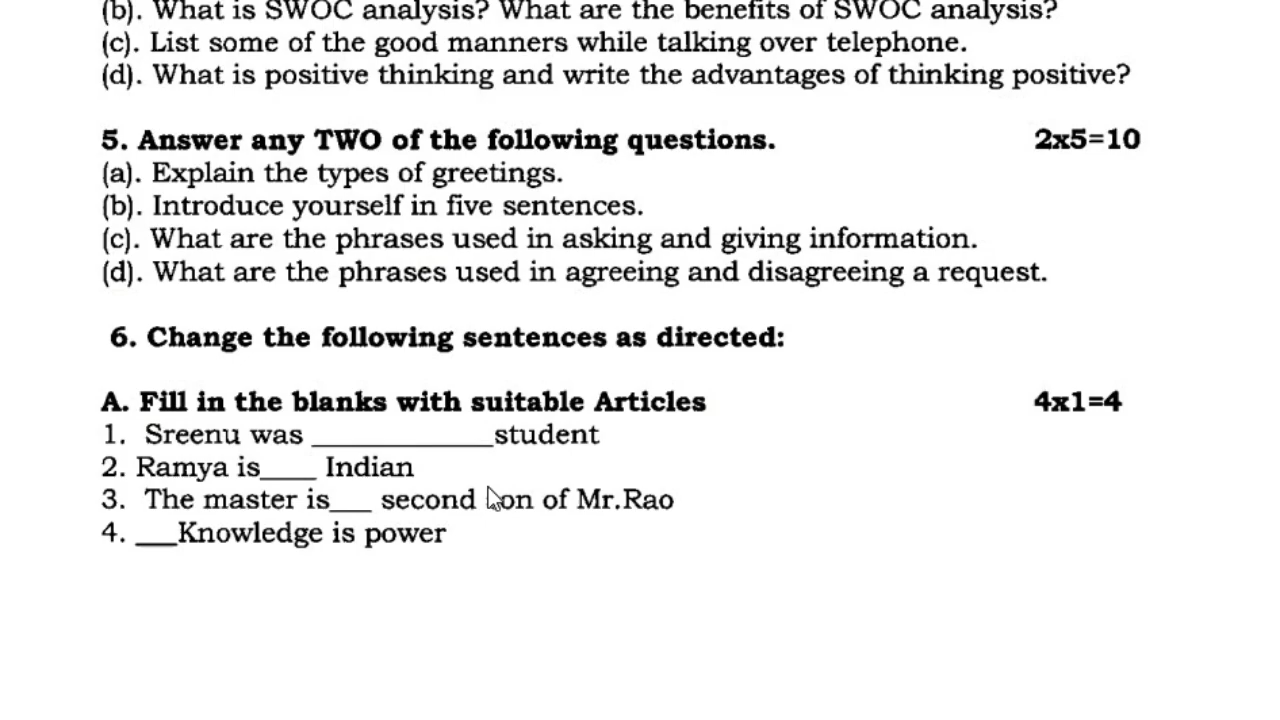 (b). What is SWOC analysis? What are the benefits of SWOC analysis?
(c). List some of the good manners while talking over telephone.
(d). What is positive thinking and write the advantages of thinking positive?
5. Answer any TWO of the following questions. 2x5=10
(a). Explain the types of greetings.
(b). Introduce yourself in five sentences.
(c). What are the phrases used in asking and giving information.
(d). What are the phrases used in agreeing and disagreeing a request.
6. Change the following sentences as directed:
A. Fill in the blanks with suitable Articles 4x1=4
1. Sreenu was ____________student
2. Ramya is____ Indian
3. The master is___ second son of Mr.Rao
4. ___Knowledge is power